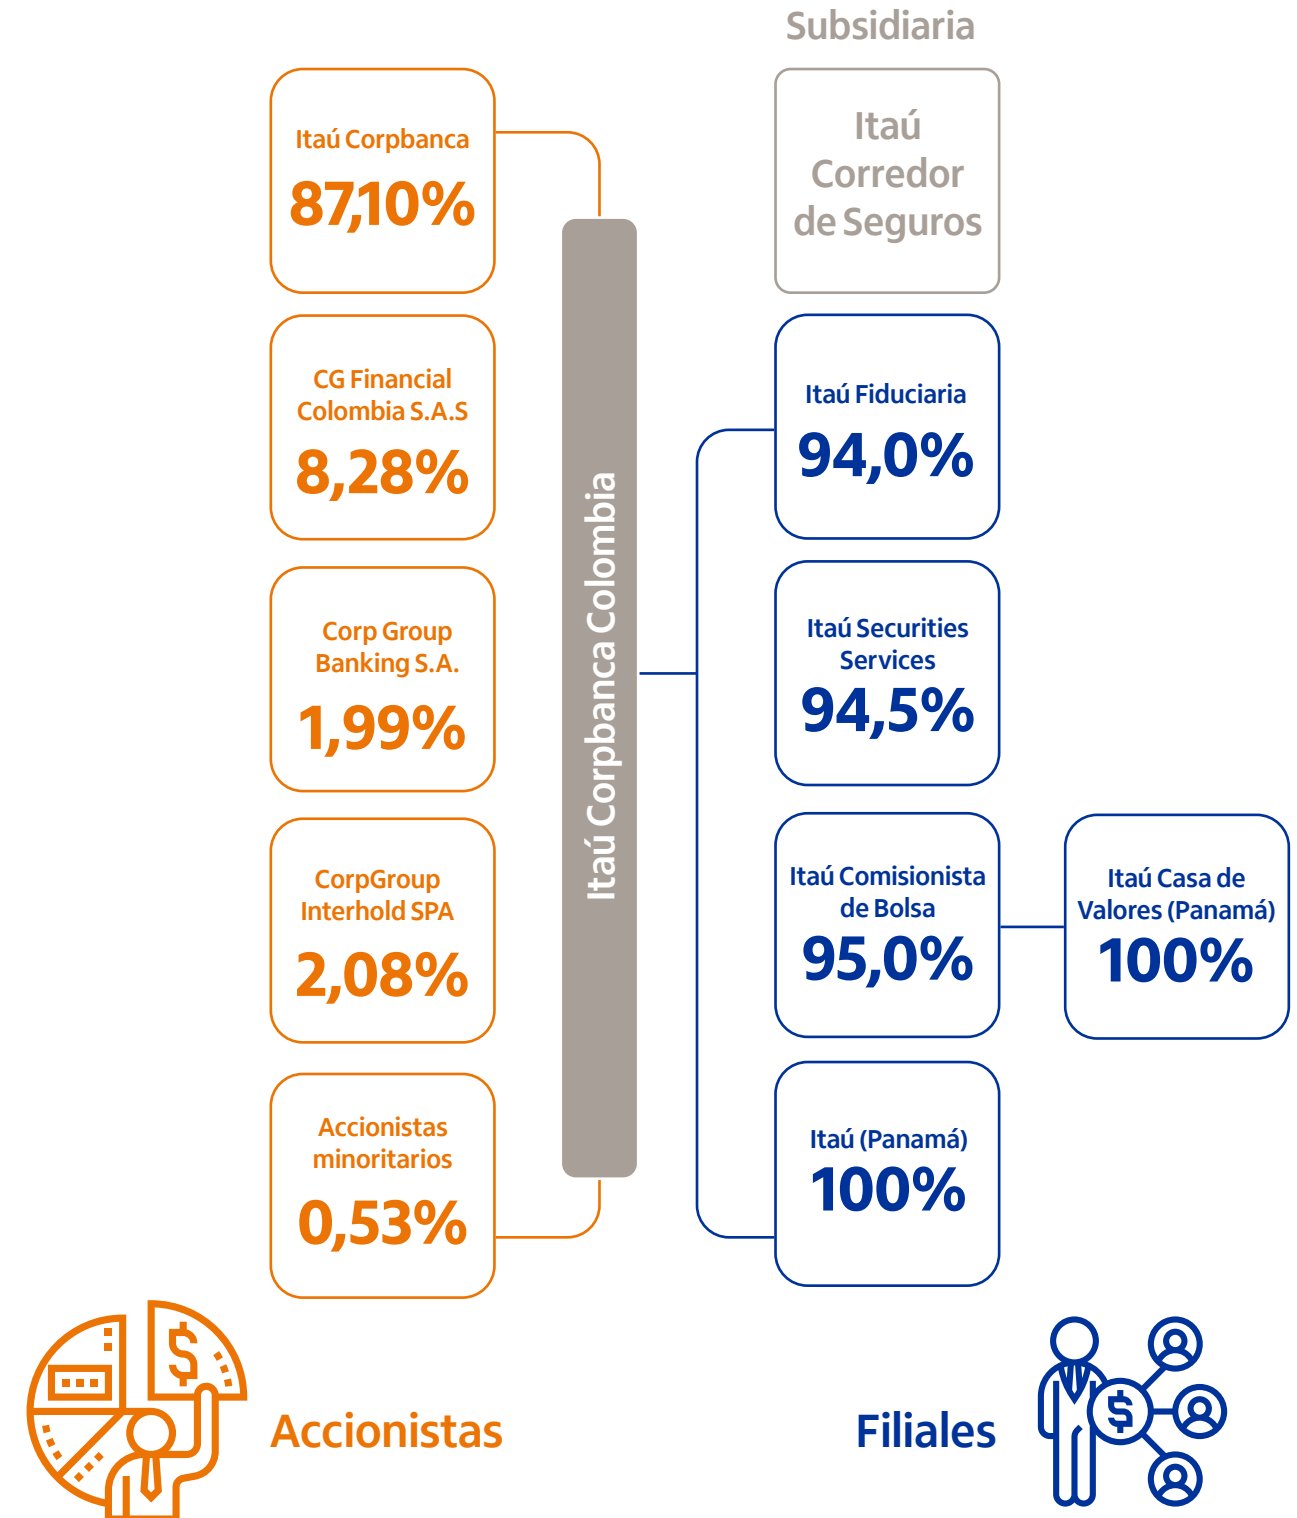 Subsidiaria
Itaú Corpbanca
87,10%
CG Financial
Colombia S.A.S
8,28%
Corp Group
Banking S.A.
1,99%
CorpGroup
Interhold SPA
2,08%
Accionistas
minoritarios
0,53%
Itaú Corpbanca Colombia
Itaú
Corredor
de Seguros
Itaú Fiduciaria
94,0%
Itaú Securities
Services
94,5%
Itaú Comisionista
de Bolsa
95,0%
Itaú Casa de
Valores (Panamá)
100%
Itaú (Panamá)
100%
$
Accionistas
Filiales
$